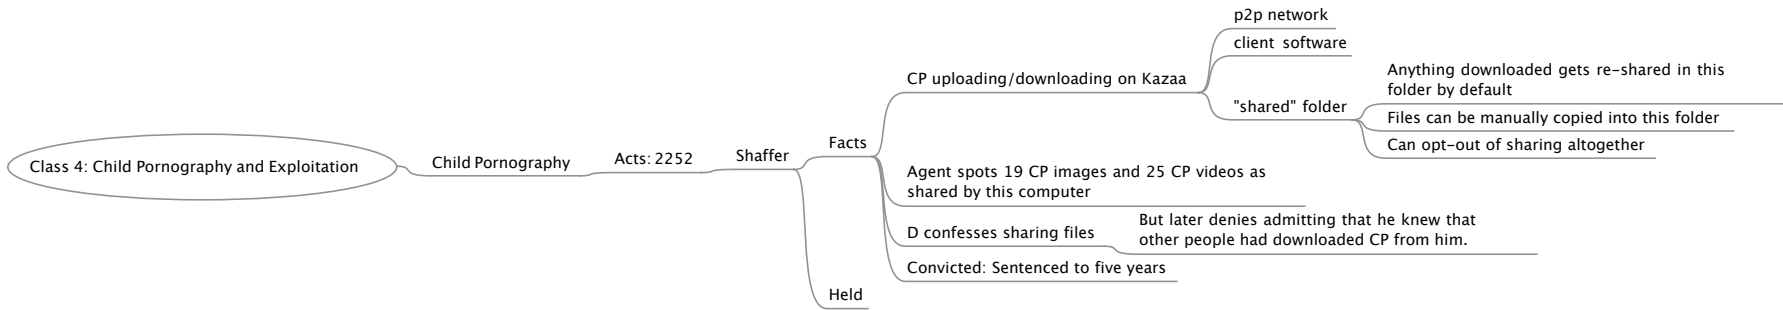 Class 4: Child Pornography and Exploitation
Child Pornography
Acts: 2252
Shaffer
Facts
CP uploading/downloading on Kazaa
p2p network
client software
"shared" folder
Anything downloaded gets re-shared in this
folder by default
Files can be manually copied into this folder
Can opt-out of sharing altogether
Agent spots 19 CP images and 25 CP videos as
shared by this computer
D confesses sharing files
But later denies admitting that he knew that
other people had downloaded CP from him.
Convicted: Sentenced to five years
Held